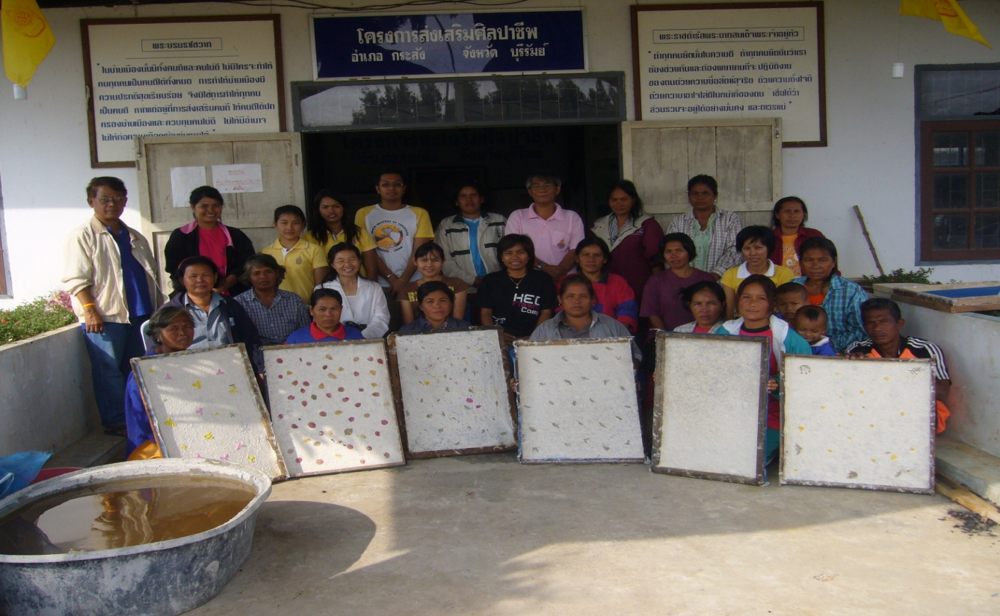 พระบรมราโชวาท
"ในบ้านเมืองนี้มีทั้งคนดีและคนไม่ดี ไม่มีใครจะทำให้
คนทุกคนเป็นคนดีได้ทั้งหมด การทำให้บ้านเมืองมี
ความปรกติสุขเรียบร้อย จึงมิใช่การทำให้ทุกคน
เป็นคนดี หากแต่อยู่ที่การส่งเสริมคนดี ให้คนดีได้ปก
ครองบ้านเมืองและควบคุมคนไม่ดี ไม่ให้มีอำนาจ
โครงการส่งเสริมศิลปาชีพ
อำเภอ กระสัง จังหวัด บุรีรัมย์
พระราชดำรัสพระบาทสมเด็จพระเจ้าอยู่หัว
"ถ้าทุกคนยึดมั่นในความดี ถ้าทุกคนยึดมั่นว่าเรา
ต้องช่วยกันและต้องพยายามที่จะ ปฏิบัติงาน
ของตนด้วยความซื่อสัตย์สุจริต ด้วยความตั้งใจดี
ด้วยความเอาใจใส่ดีในหน้าที่ของตน เชื่อได้ว่า
ส่วนรวมจะอยู่ได้อย่างมั่นคง และถาวรแน่"